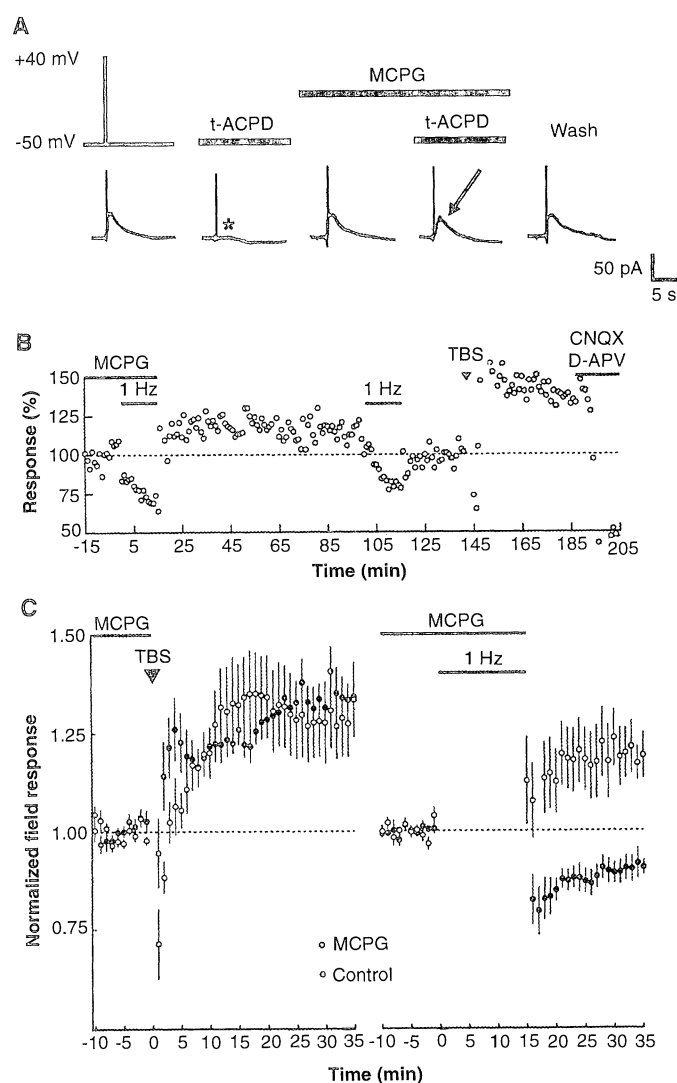 A
+40 mV
-50 mV
t-ACPD
MCPG
t-ACPD
Wash
50 pA
5 s
B
MCPG
1 Hz
1 Hz
TBS
CNQX
D-APV
Response (%)
150
125
100
75
50
-15 5 25 45 65 85 105 125 145 165 185 205
Time (min)
C
MCPG
TBS
MCPG
1 Hz
Normalized field response
1.50
1.25
1.00
0.75
MCPG
Control
-10 -5 0 5 10 15 20 25 30 35
-10 -5 0 5 10 15 20 25 30 35
Time (min)